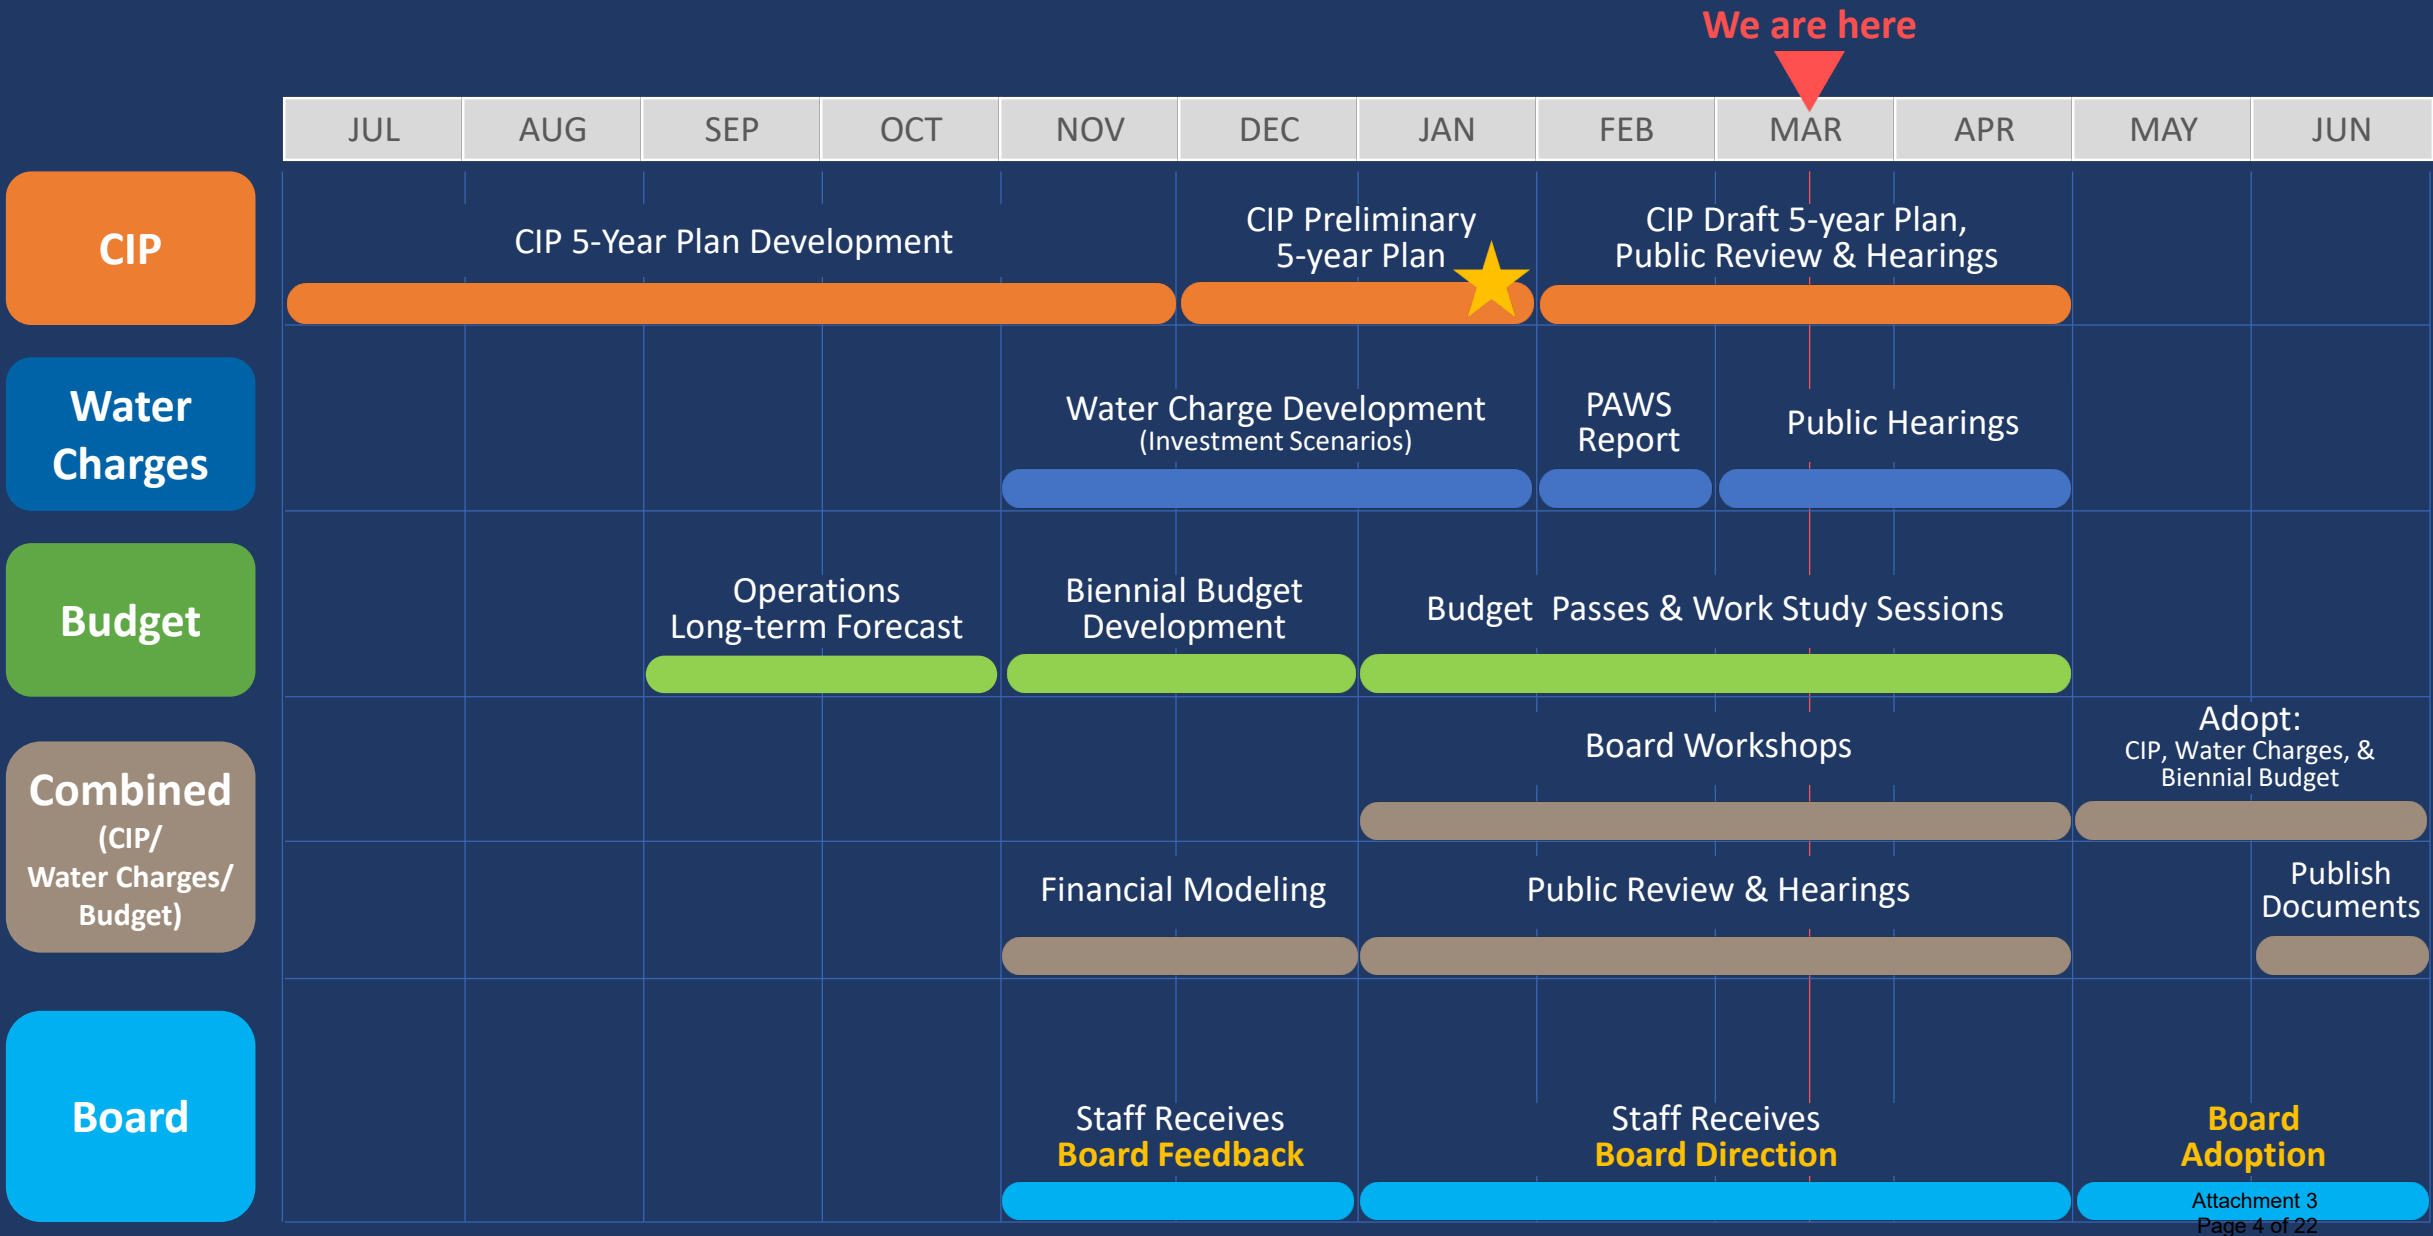 We are here
JUL AUG SEP OCT NOV DEC JAN FEB MAR APR MAY JUN
CIP
CIP 5-Year Plan Development
CIP Preliminary
5-year Plan
CIP Draft 5-year Plan,
Public Review & Hearings
Water
Charges
Water Charge Development
(Investment Scenarios)
PAWS
Report
Public Hearings
Budget
Operations
Long-term Forecast
Biennial Budget
Development
Budget Passes & Work Study Sessions
Combined
(CIP/
Water Charges/
Budget)
Board Workshops
Adopt:
CIP, Water Charges, &
Biennial Budget
Financial Modeling
Public Review & Hearings
Publish
Documents
Board
Staff Receives
Board Feedback
Staff Receives
Board Direction
Board
Adoption
Attachment 3
Page 4 of 22